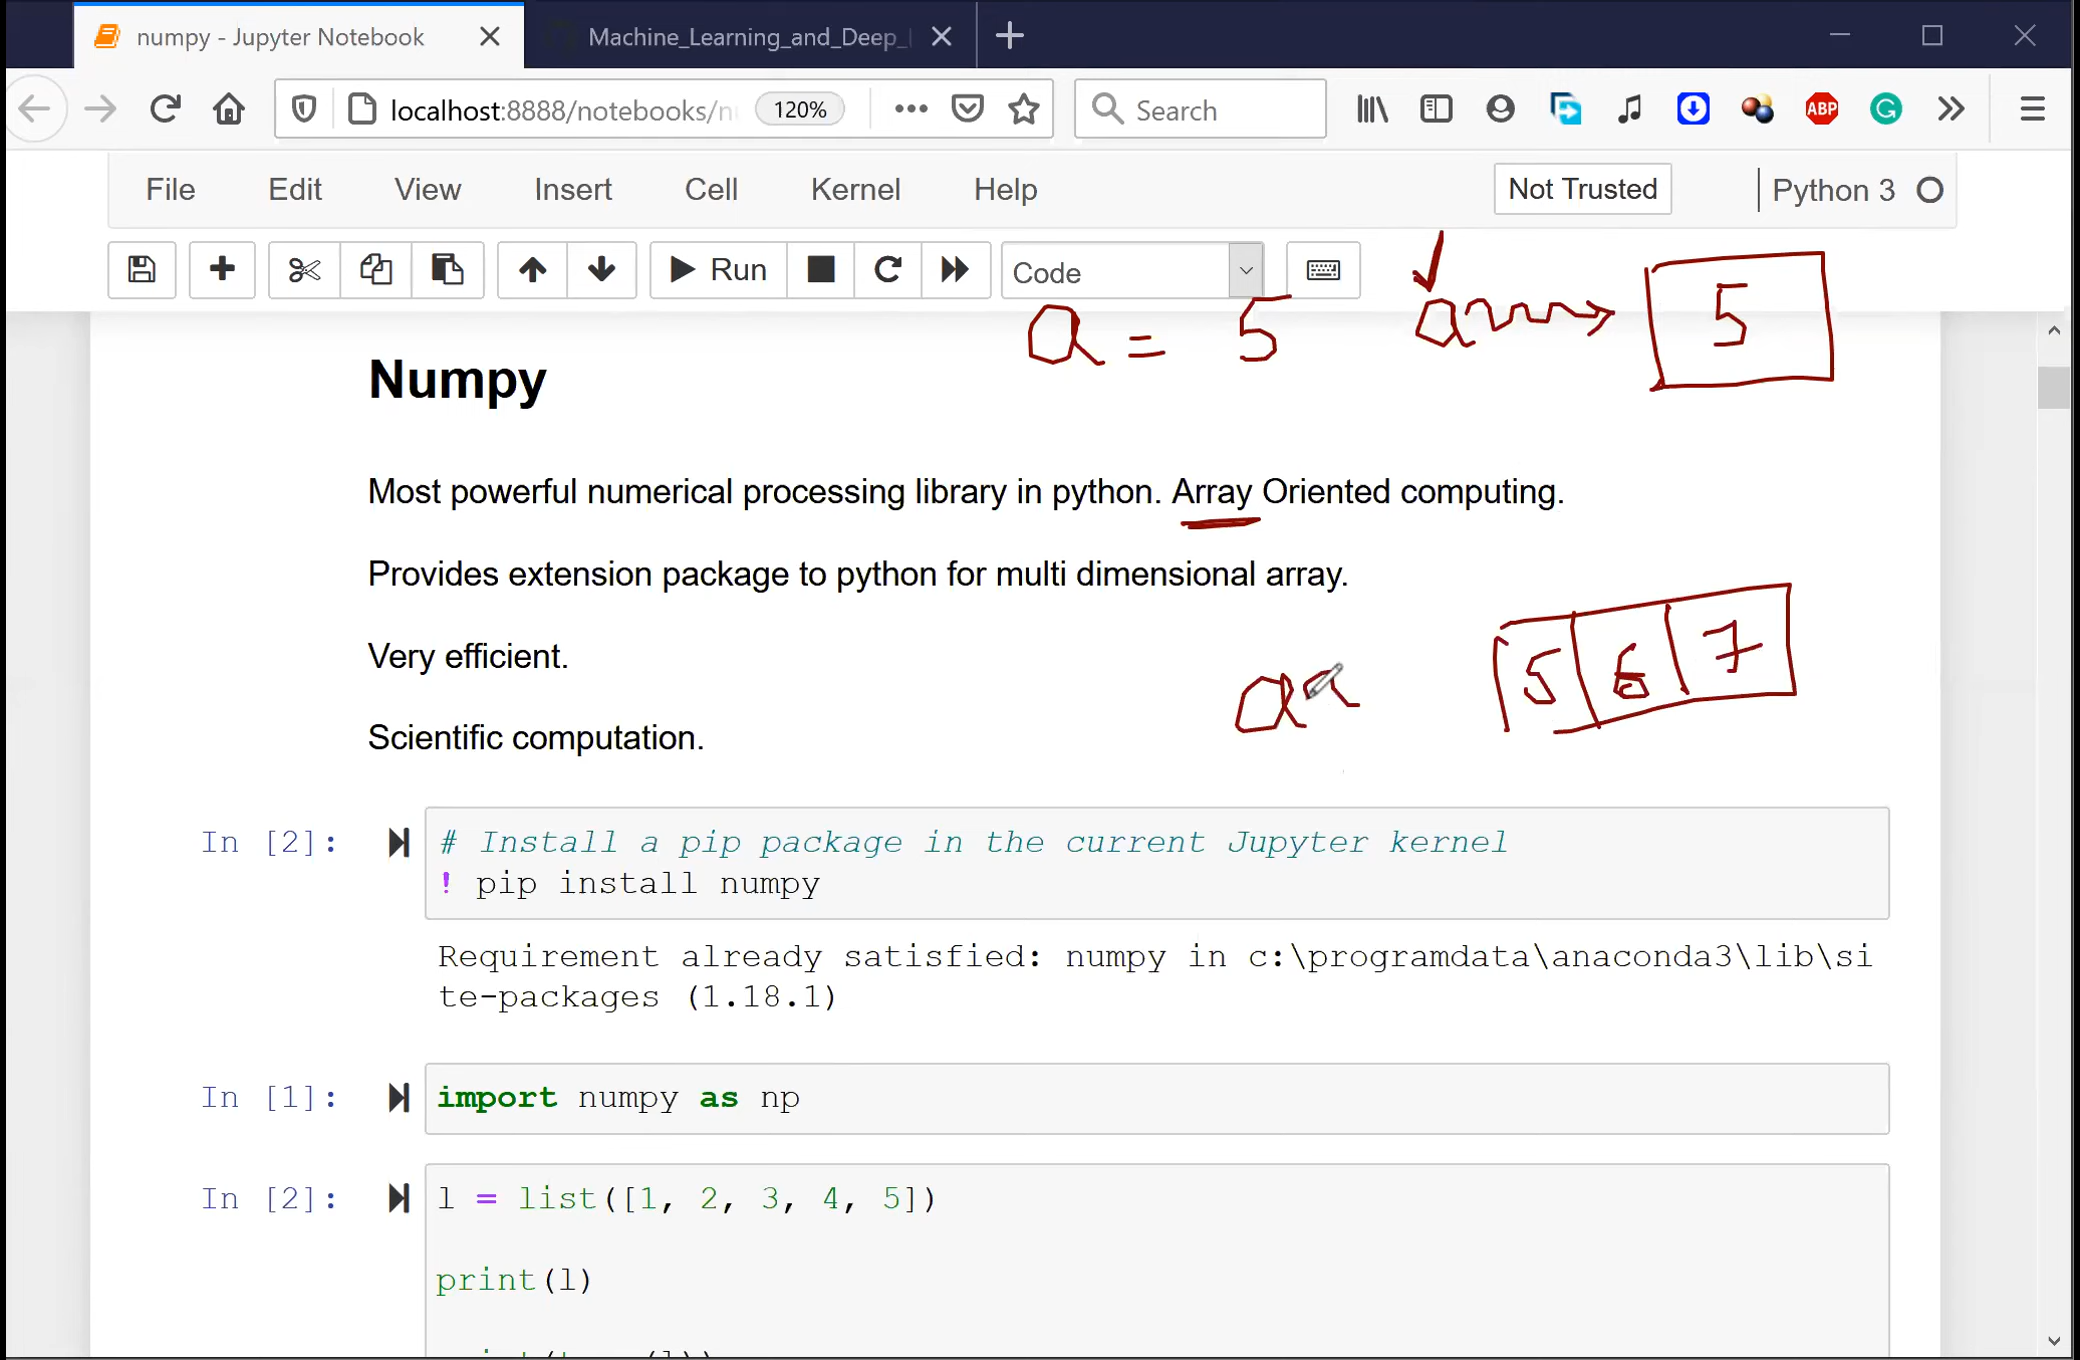 numpy - Jupyter Notebook
Machine_Learning_and_Deep_
localhost:8888/notebooks/n
120%
Search
ABP
File Edit View Insert Cell Kernel Help
Not Trusted
Python 3
Run
Code
a = 5
a
5
Numpy
Most powerful numerical processing library in python. Array Oriented computing.
Provides extension package to python for multi dimensional array.
5 6 7
Very efficient.
aa
Scientific computation.
In [2]:
# Install a pip package in the current Jupyter kernel
! pip install numpy
Requirement already satisfied: numpy in c:\programdata\anaconda3\lib\si
te-packages (1.18.1)
In [1]:
import numpy as np
In [2]:
l = list([1, 2, 3, 4, 5])
print(l)